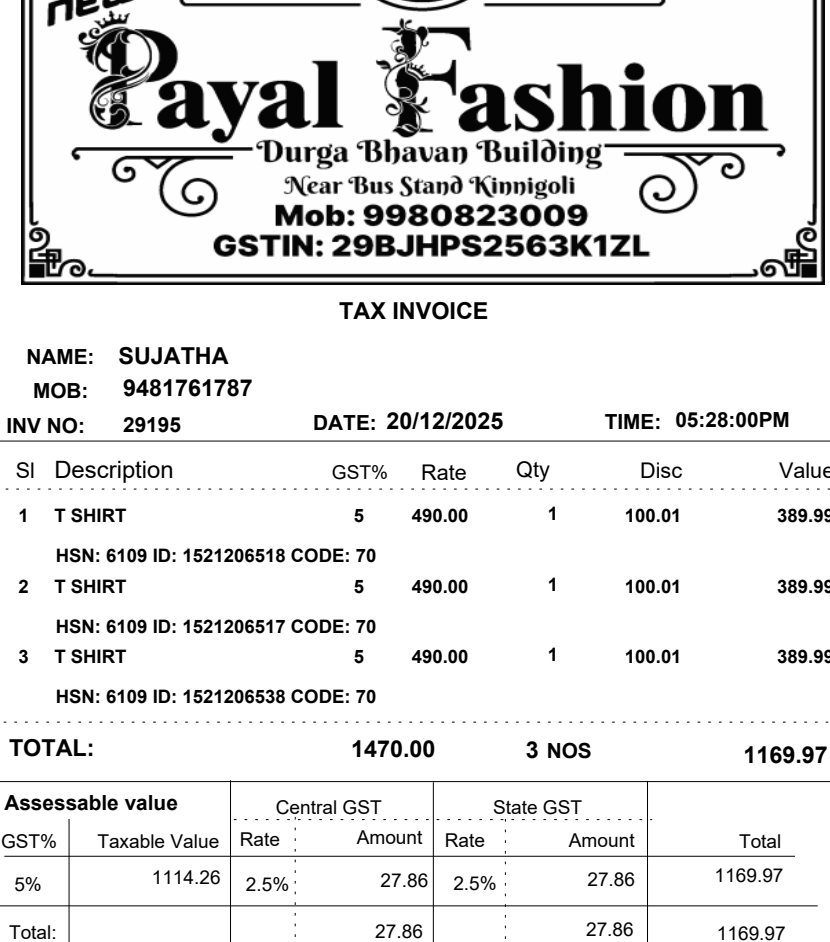 new
Payal Fashion
Durga Bhavan Building
Near Bus Stand Kinnigoli
Mob: 9980823009
GSTIN: 29BJHPS2563K1ZL
TAX INVOICE
NAME: SUJATHA
MOB: 9481761787
INV NO: 29195 DATE: 20/12/2025 TIME: 05:28:00PM
Sl Description GST% Rate Qty Disc Value
1 T SHIRT 5 490.00 1 100.01 389.99
HSN: 6109 ID: 1521206518 CODE: 70
2 T SHIRT 5 490.00 1 100.01 389.99
HSN: 6109 ID: 1521206517 CODE: 70
3 T SHIRT 5 490.00 1 100.01 389.99
HSN: 6109 ID: 1521206538 CODE: 70
TOTAL: 1470.00 3 NOS 1169.97
Assessable value Central GST State GST
GST% Taxable Value Rate Amount Rate Amount Total
5% 1114.26 2.5% 27.86 2.5% 27.86 1169.97
Total: 27.86 27.86 1169.97